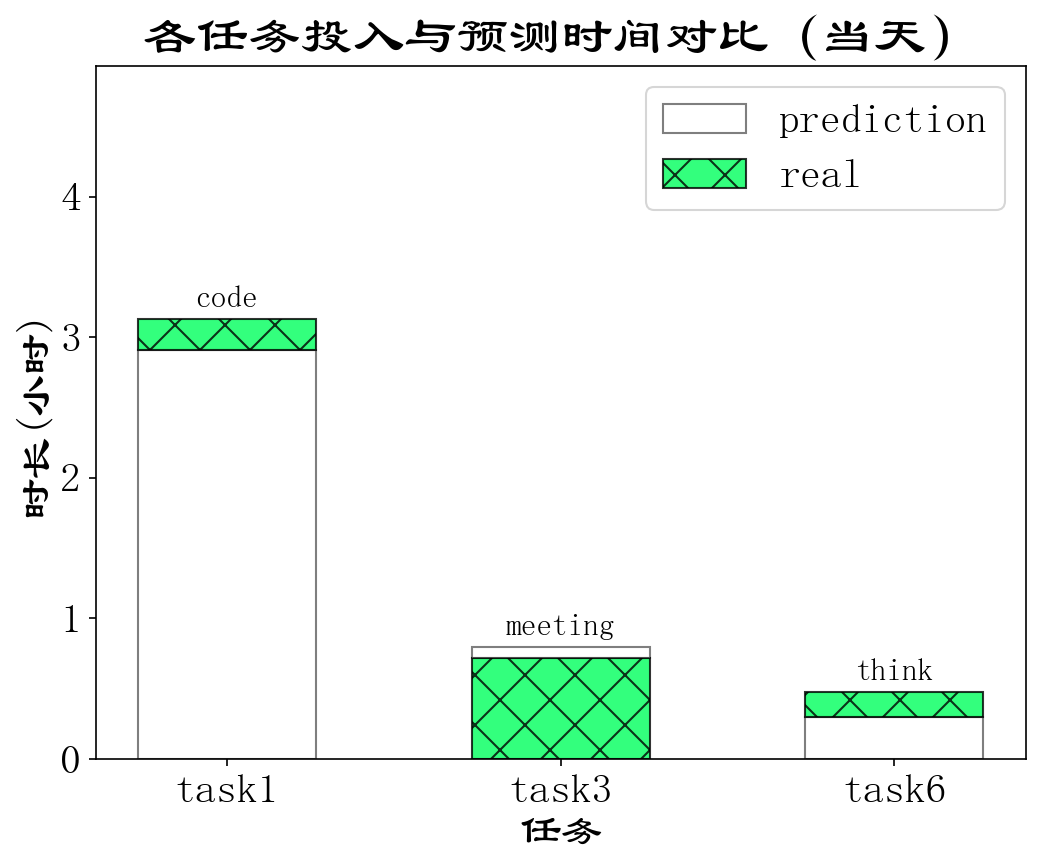 各任务投入与预测时间对比 (当天)
prediction
real
时长(小时)
4
3
2
1
0
code
meeting
think
task1
task3
task6
任务